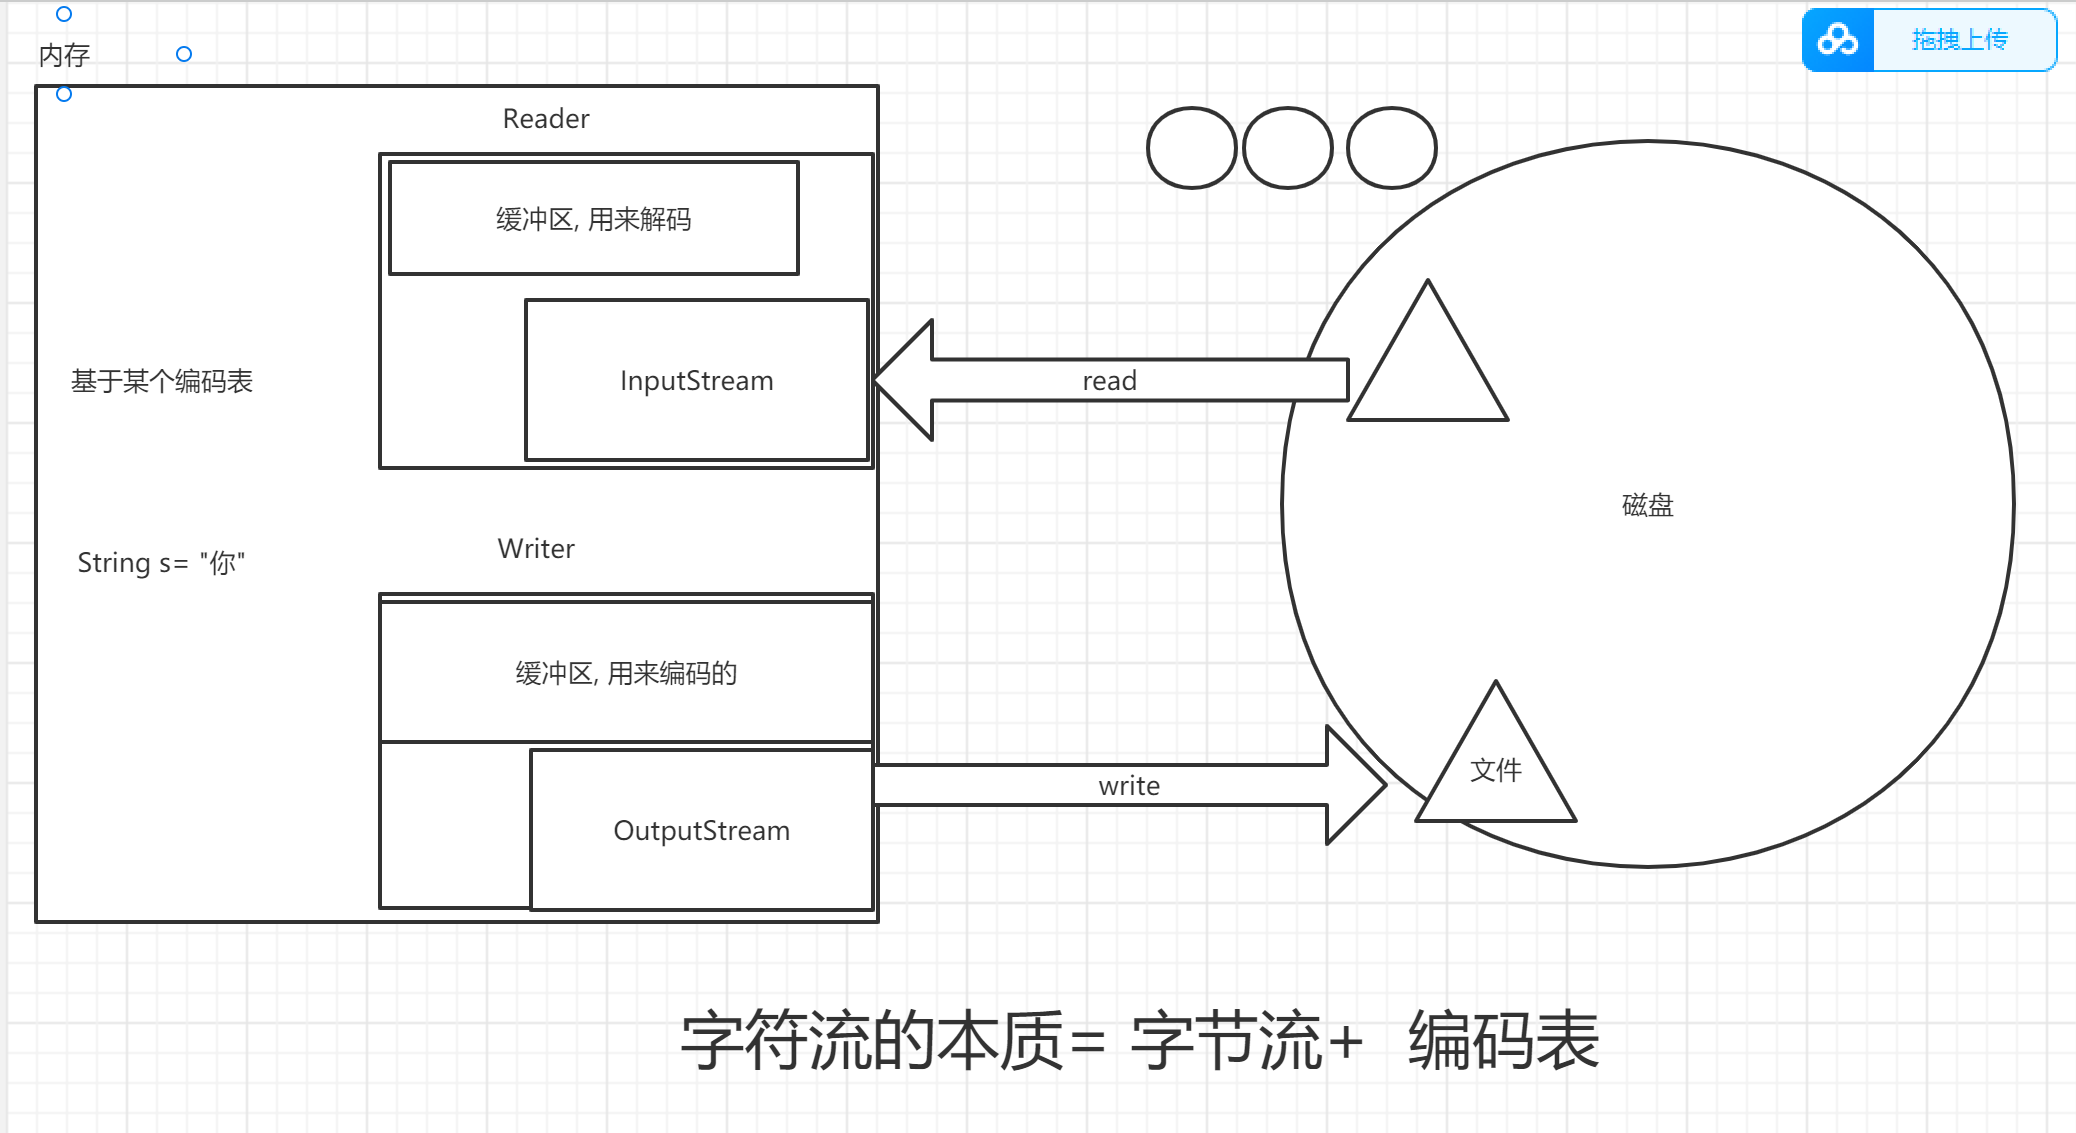 内存
拖拽上传
Reader
缓冲区, 用来解码
基于某个编码表
InputStream
read
磁盘
String s= "你"
Writer
缓冲区, 用来编码的
文件
write
OutputStream
字符流的本质= 字节流+ 编码表